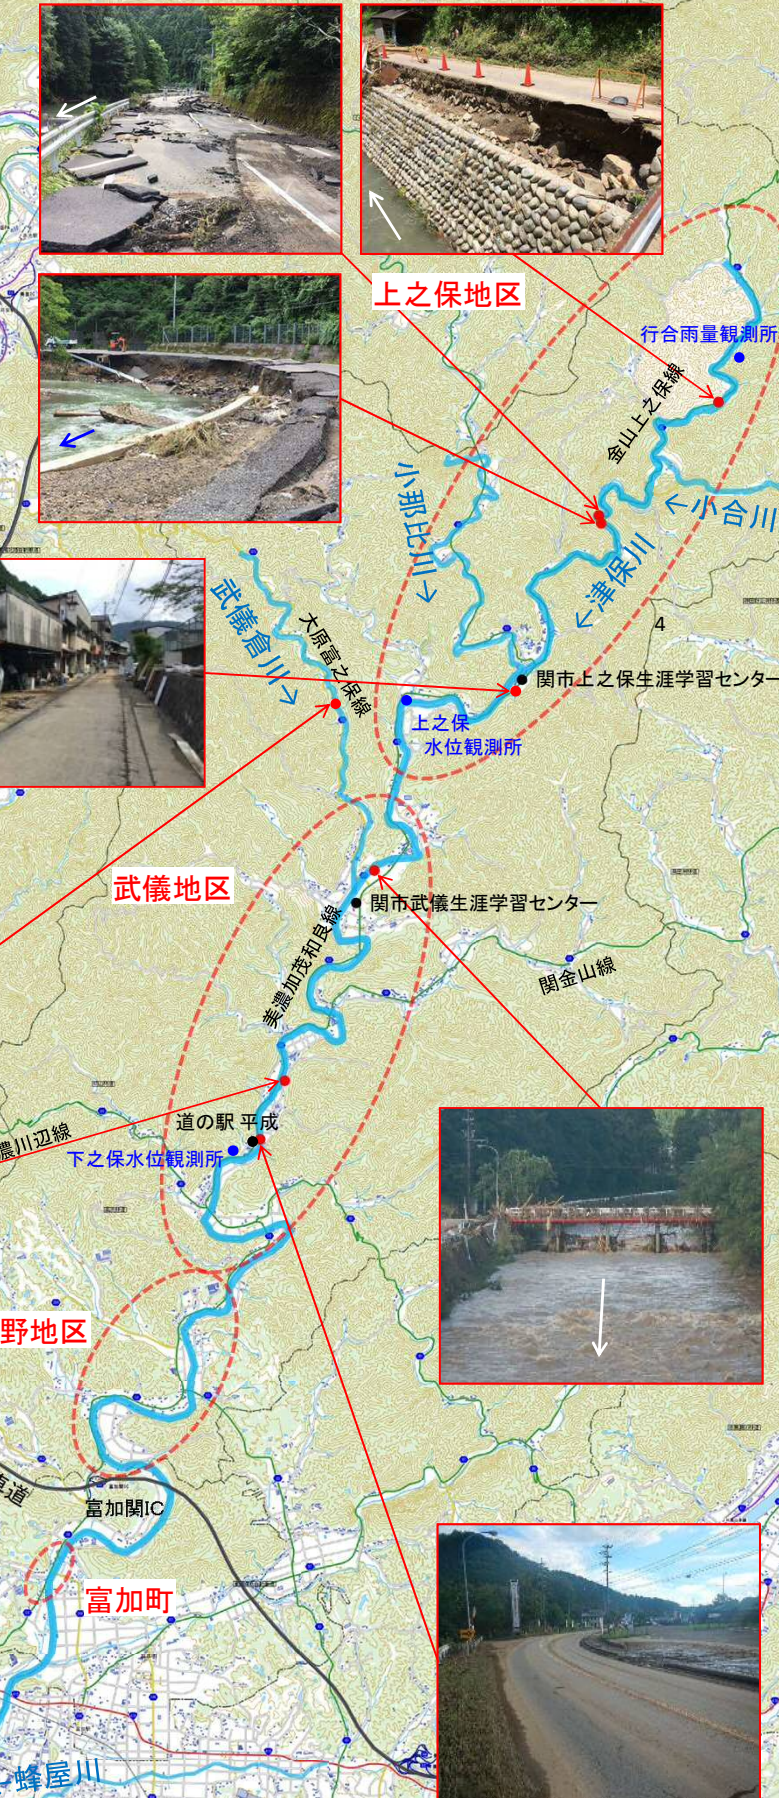 上之保地区
行合雨量観測所
金山上之保線
←小合川
小那比川→
←津保川
武儀倉川→
大原富之保線
4
関市上之保生涯学習センター
上之保
水位観測所
武儀地区
関市武儀生涯学習センター
美濃加茂和良線
関金山線
道の駅 平成
濃川辺線
下之保水位観測所
野地区
富加関IC
道
富加町
蜂屋川